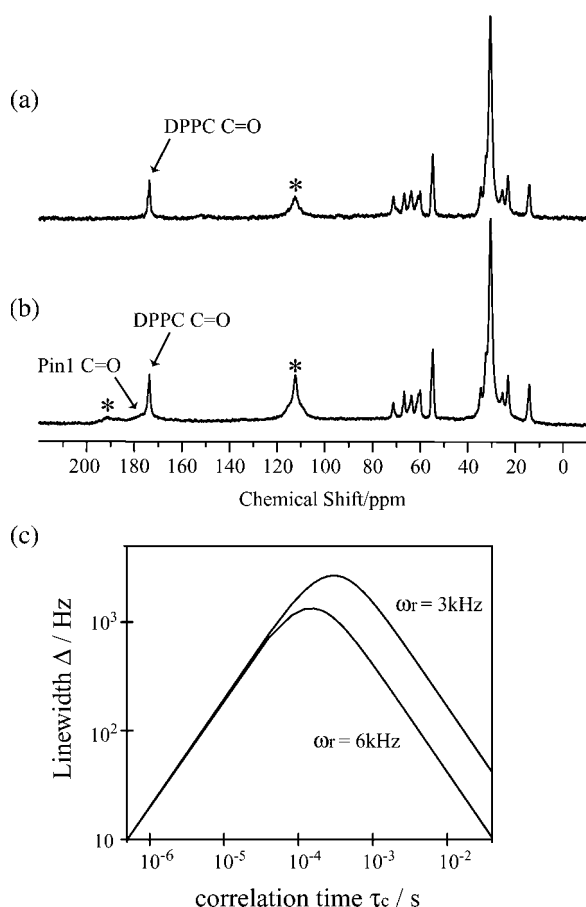 (a)
DPPC C=O
*
(b)
DPPC C=O
Pin1 C=O
*
*
200 180 160 140 120 100 80 60 40 20 0
Chemical Shift/ppm
(c)
Linewidth Δ / Hz
10³
10²
10
ωr = 3kHz
ωr = 6kHz
10⁻⁶ 10⁻⁵ 10⁻⁴ 10⁻³ 10⁻²
correlation time τc / s